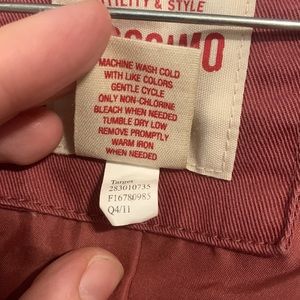 & STYLE
MACHINE WASH COLD
WITH LIKE COLORS
GENTLE CYCLE
ONLY NON-CHLORINE
BLEACH WHEN NEEDED
TUMBLE DRY LOW
REMOVE PROMPTLY
WARM IRON
WHEN NEEDED
Target
283010735
F16780985
Q4/11